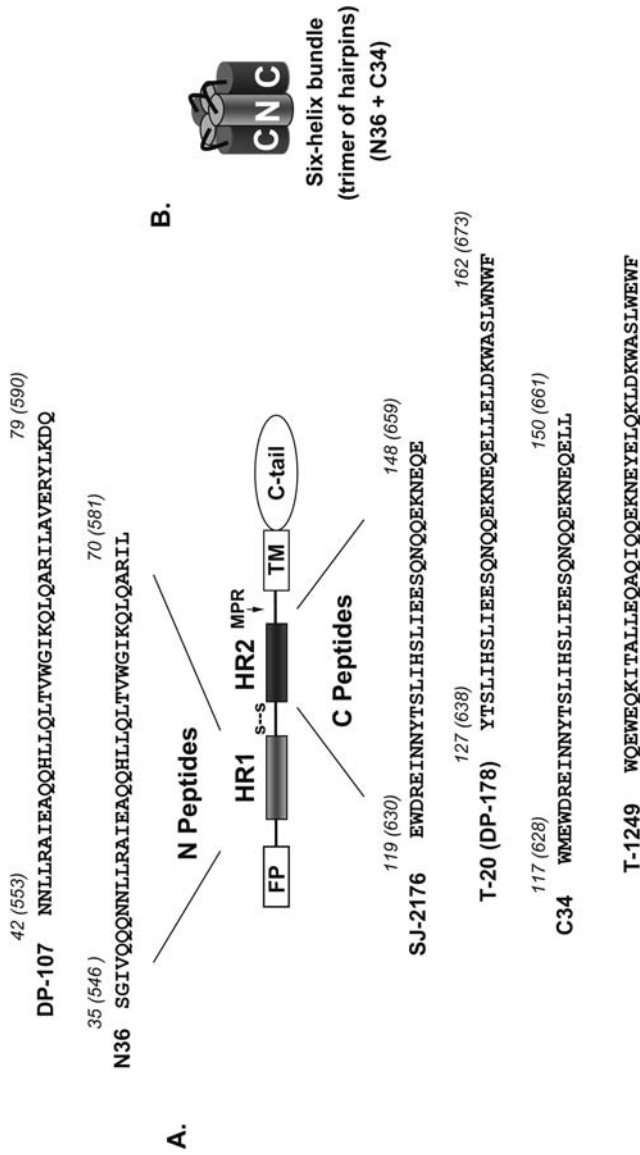 A.
42 (553) 79 (590)
DP-107 NNLLRAIEAQQHLLQLTVWGIKQLQARILAVERYLKDQ
35 (546 ) 70 (581)
N36 SGIVQQQNNLLRAIEAQQHLLQLTVWGIKQLQARIL
N Peptides
HR1 s--s HR2 MPR
FP TM C-tail
C Peptides
119 (630) 148 (659)
SJ-2176 EWDREINNYTSLIHSLIEESQNQQEKNEQE
127 (638) 162 (673)
T-20 (DP-178) YTSLIHSLIEESQNQQEKNEQELLELDKWASLWNWF
117 (628) 150 (661)
C34 WMEWDREINNYTSLIHSLIEESQNQQEKNEQELL
T-1249 WQEWEQKITALLEQAQIQQEKNEYELQKLDKWASLWEWF
B.
C N C
Six-helix bundle
(trimer of hairpins)
(N36 + C34)